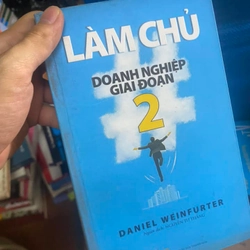 LÀM CHỦ
#
DOANH NGHIỆP
GIAI ĐOẠN
2
DANIEL WEINFURTER